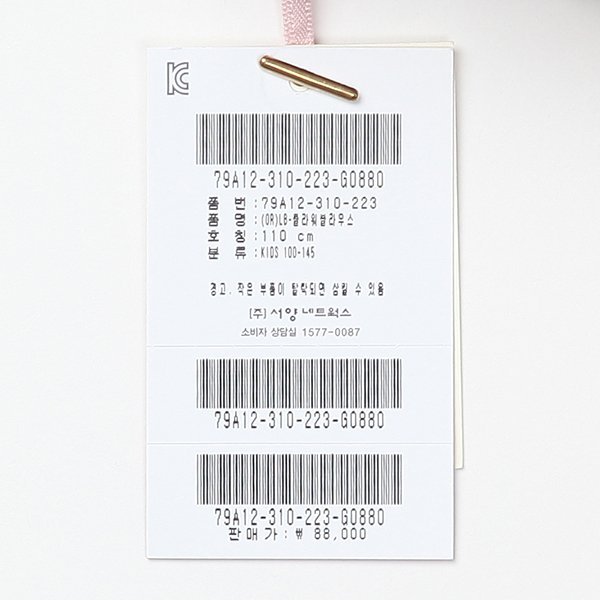 KC
79A12-310-223-G0880
품 번 : 79A12-310-223
품 명 : (OR)LB-플라워블라우스
호 칭 : 110 cm
분 류 : KIDS 100-145
경고. 작은 부품이 탈락되면 삼킬 수 있음
(주) 서양네트웍스
소비자 상담실 1577-0087
79A12-310-223-G0880
79A12-310-223-G0880
판매가 : ₩ 88,000